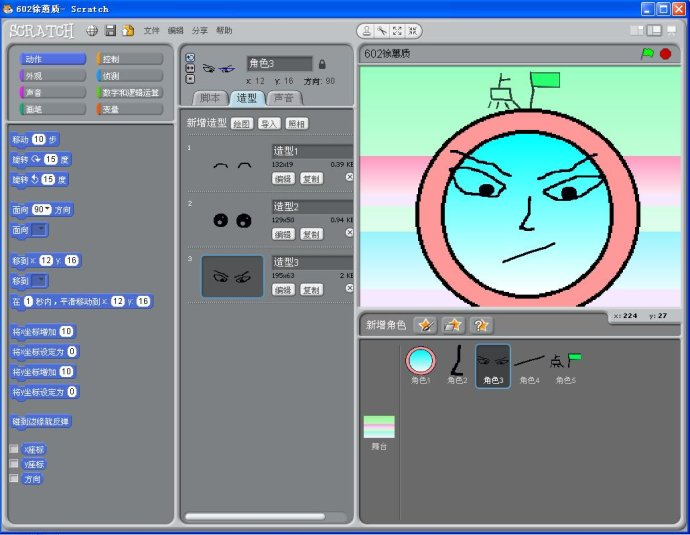 602徐蕙质- Scratch
SCRATCH
文件 编辑 分享 帮助
动作 控制
外观 侦测
声音 数字和逻辑运算
画笔 变量
移动 10 步
旋转 15 度
旋转 15 度
面向 90 方向
面向
移到 x: 12 y: 16
移到
在 1 秒内，平滑移动到 x: 12 y: 16
将x坐标增加 10
将x坐标设定为 0
将y坐标增加 10
将y坐标设定为 0
碰到边缘就反弹
x座标
y座标
方向
角色3
x: 12 y: 16 方向: 90
脚本 造型 声音
新增造型 绘图 导入 照相
1
造型1
132x19 0.39 KB
编辑 复制
2
造型2
129x50 0.94 KB
编辑 复制
3
造型3
195x63 2 KB
编辑 复制
602徐蕙质
x: 224 y: 27
新增角色
角色1 角色2 角色3 角色4 角色5
舞台